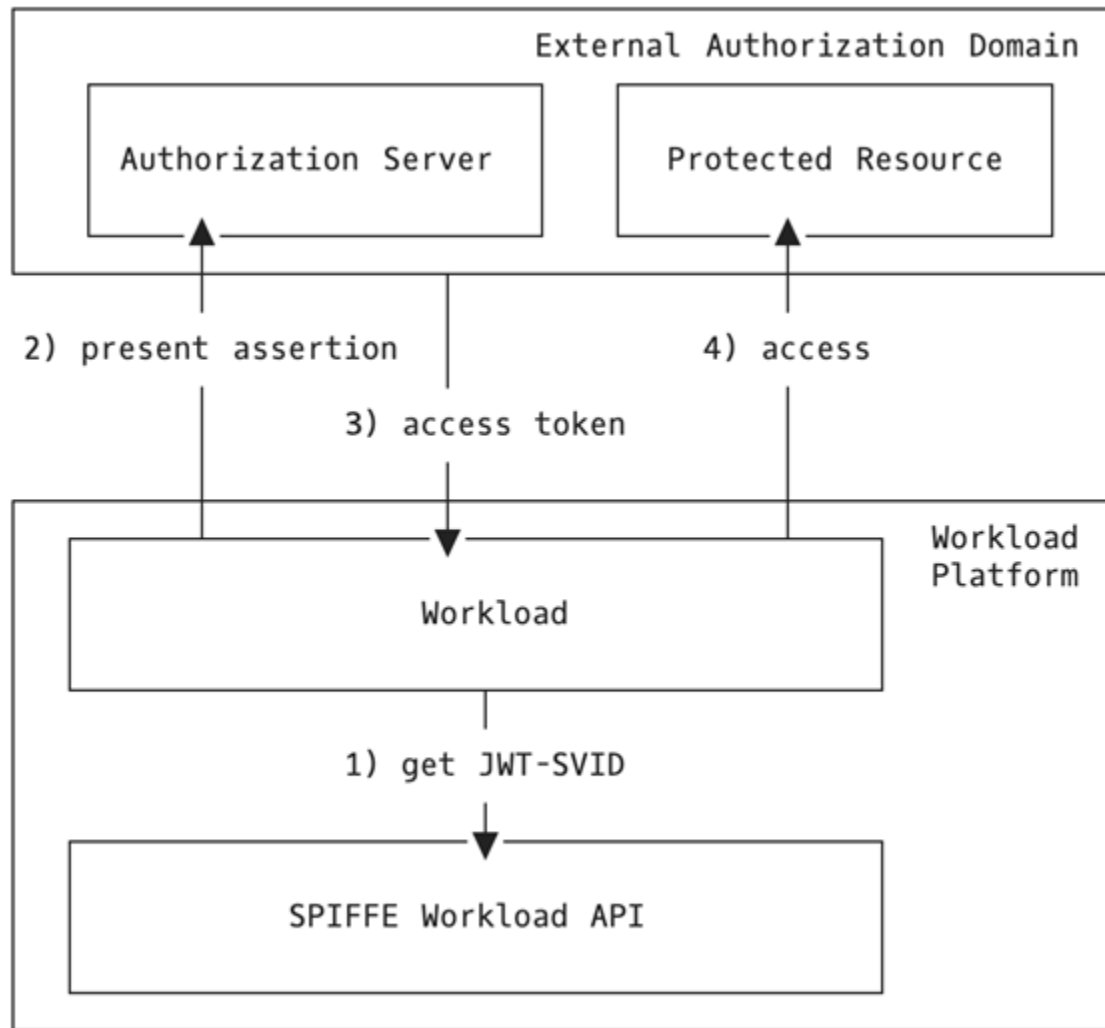 External Authorization Domain
Authorization Server
Protected Resource
2) present assertion
4) access
3) access token
Workload
Platform
Workload
1) get JWT-SVID
SPIFFE Workload API